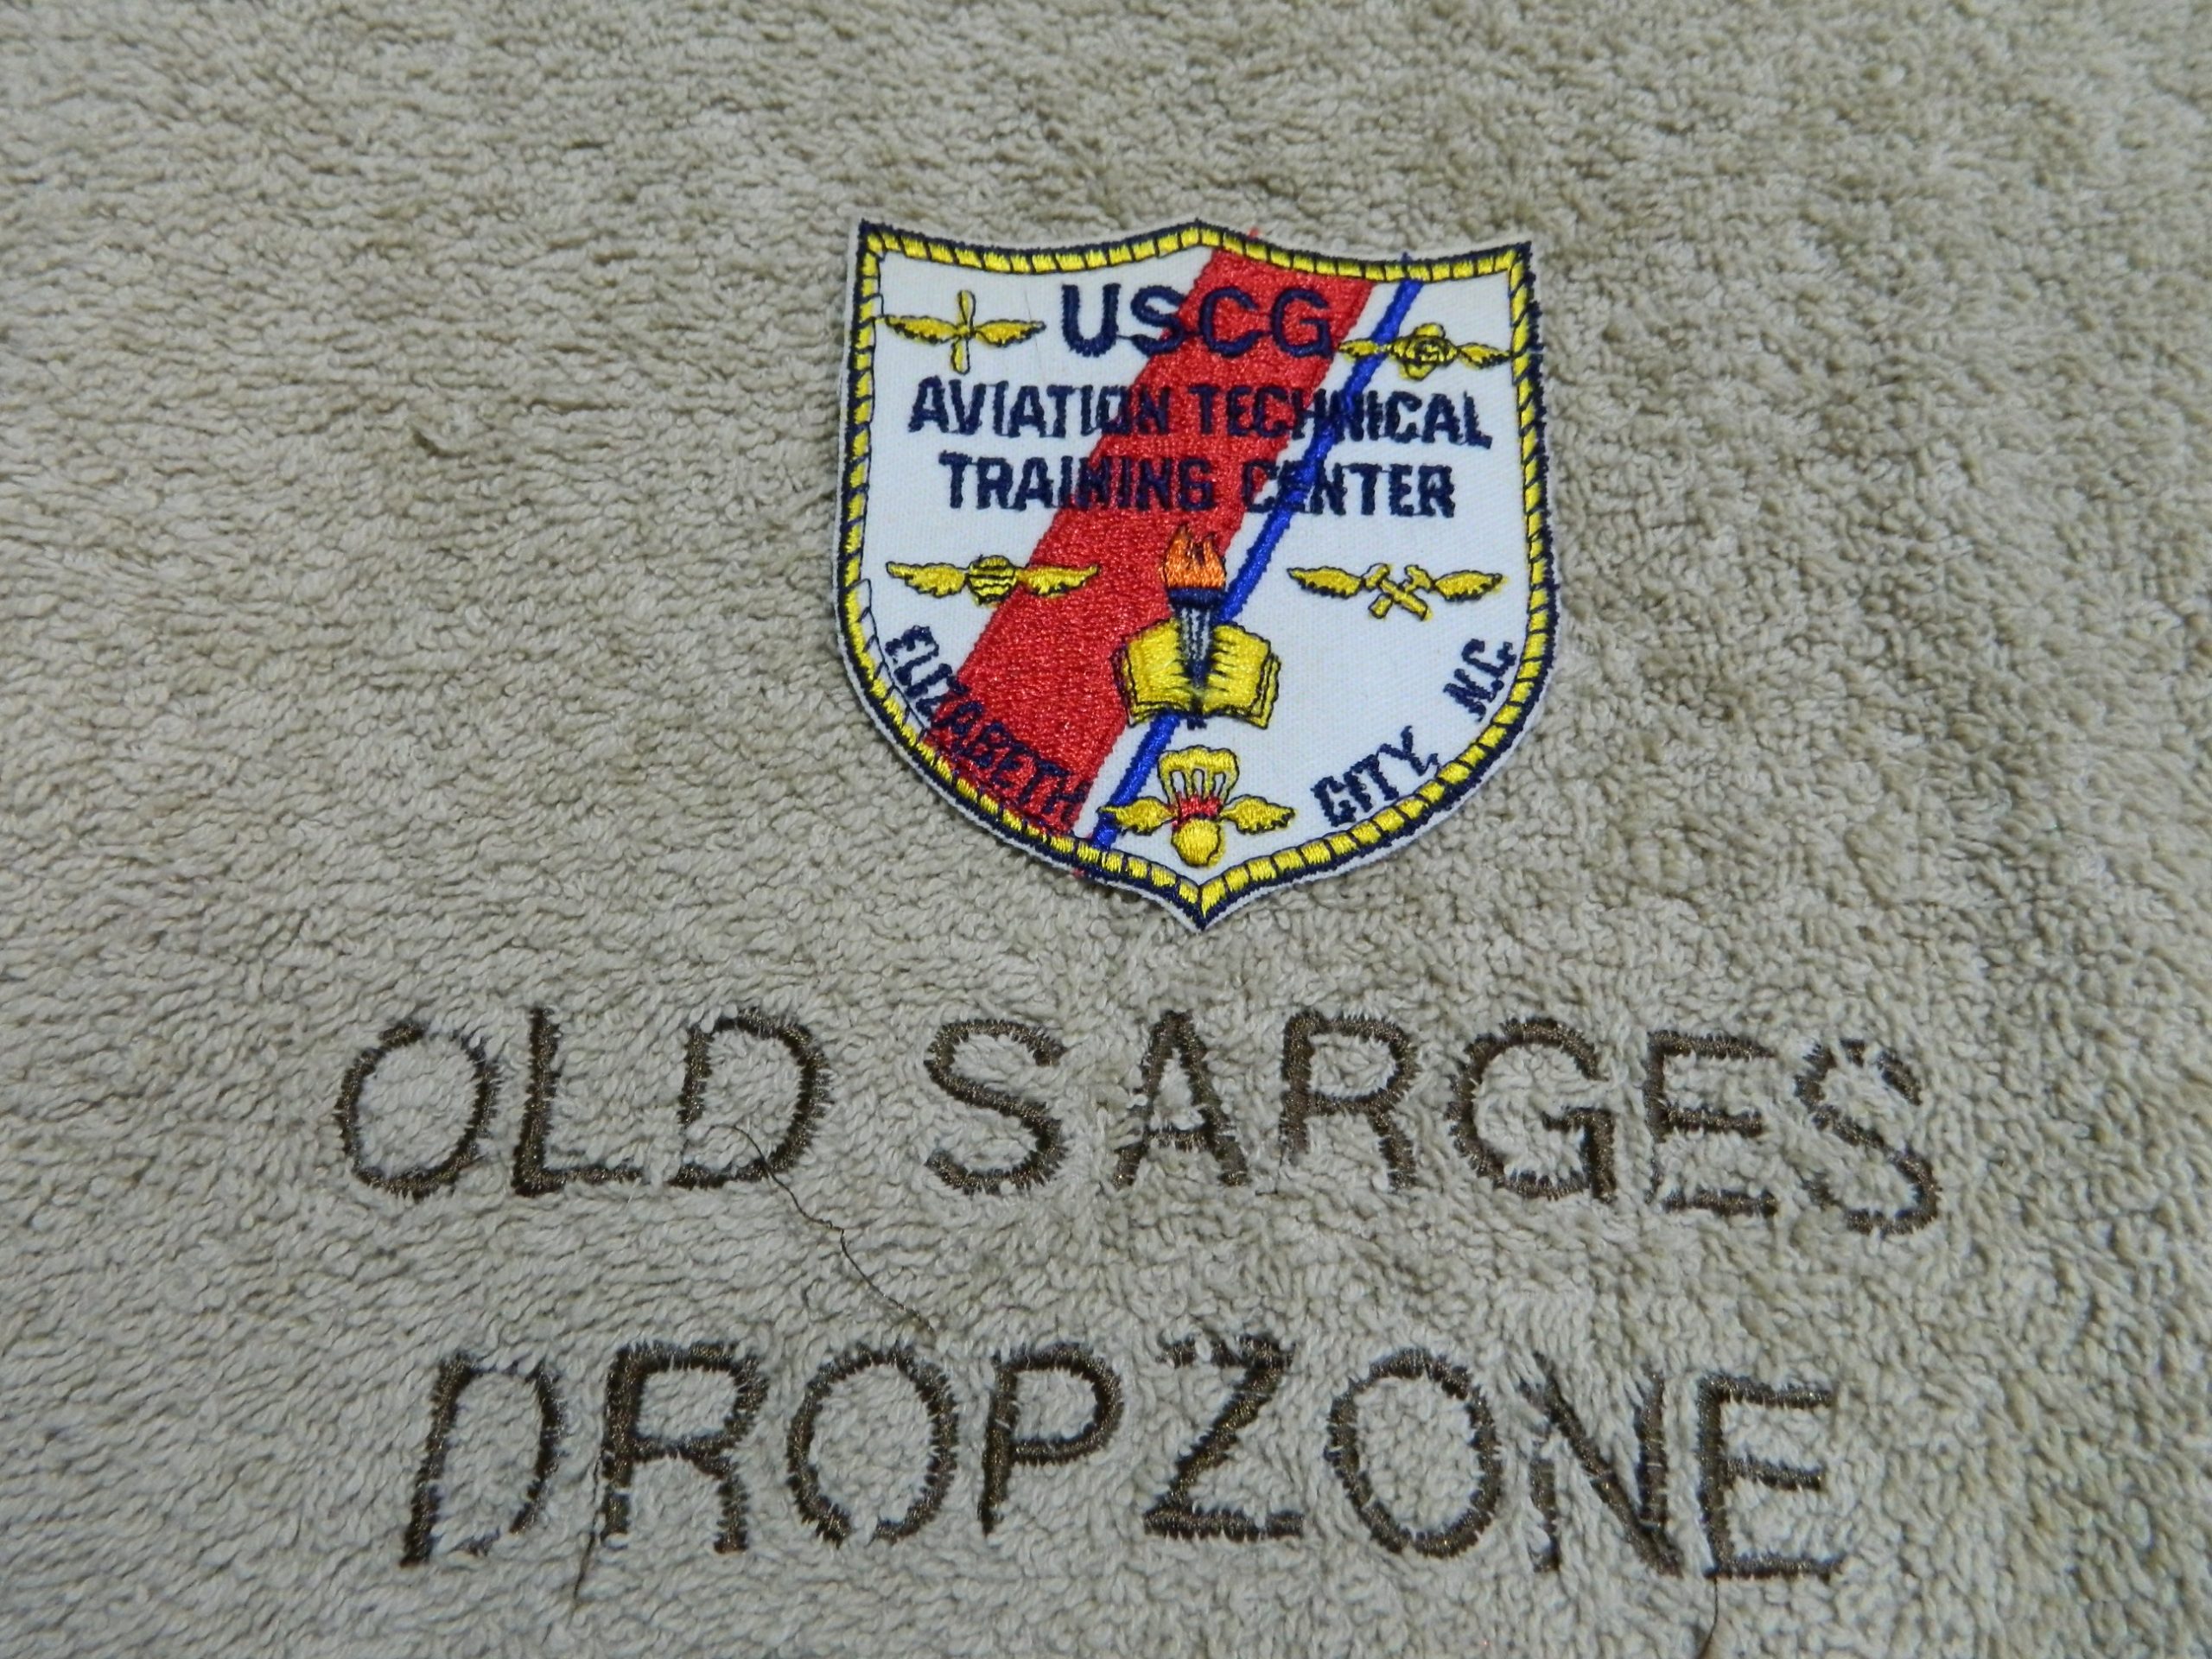 USCG
AVIATION TECHNICAL
TRAINING CENTER
ELIZABETH CITY, N.C.
OLD SARGES
DROPZONE